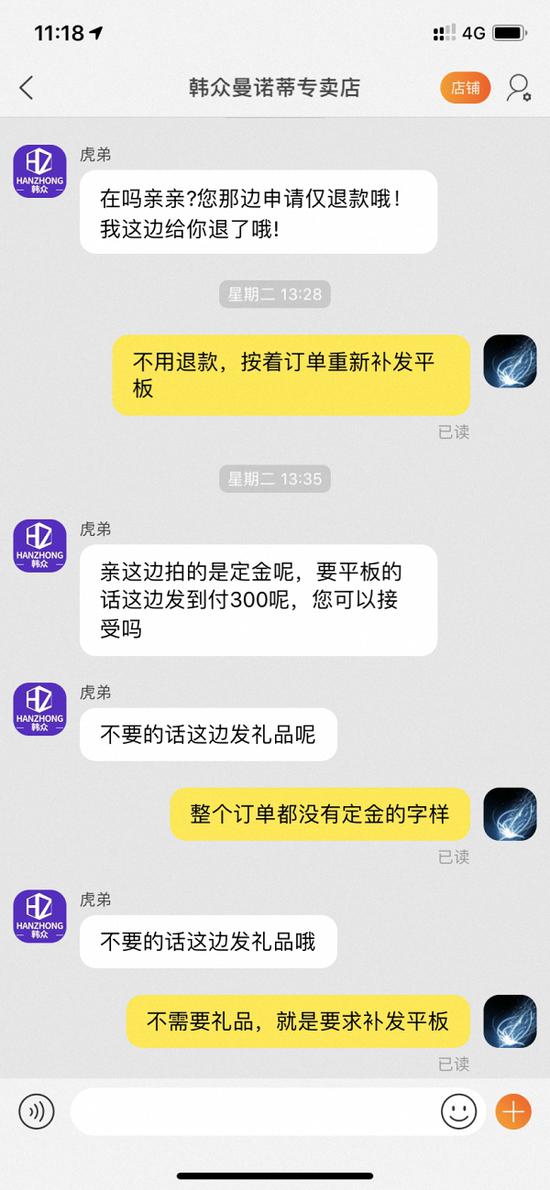 11:18
4G
韩众曼诺蒂专卖店
店铺
虎弟
HANZHONG
韩众
在吗亲亲?您那边申请仅退款哦!
我这边给你退了哦!
星期二 13:28
不用退款，按着订单重新补发平
板
已读
星期二 13:35
虎弟
HANZHONG
韩众
亲这边拍的是定金呢，要平板的
话这边发到付300呢，您可以接
受吗
虎弟
HANZHONG
韩众
不要的话这边发礼品呢
整个订单都没有定金的字样
已读
虎弟
HANZHONG
韩众
不要的话这边发礼品哦
不需要礼品，就是要求补发平板
已读